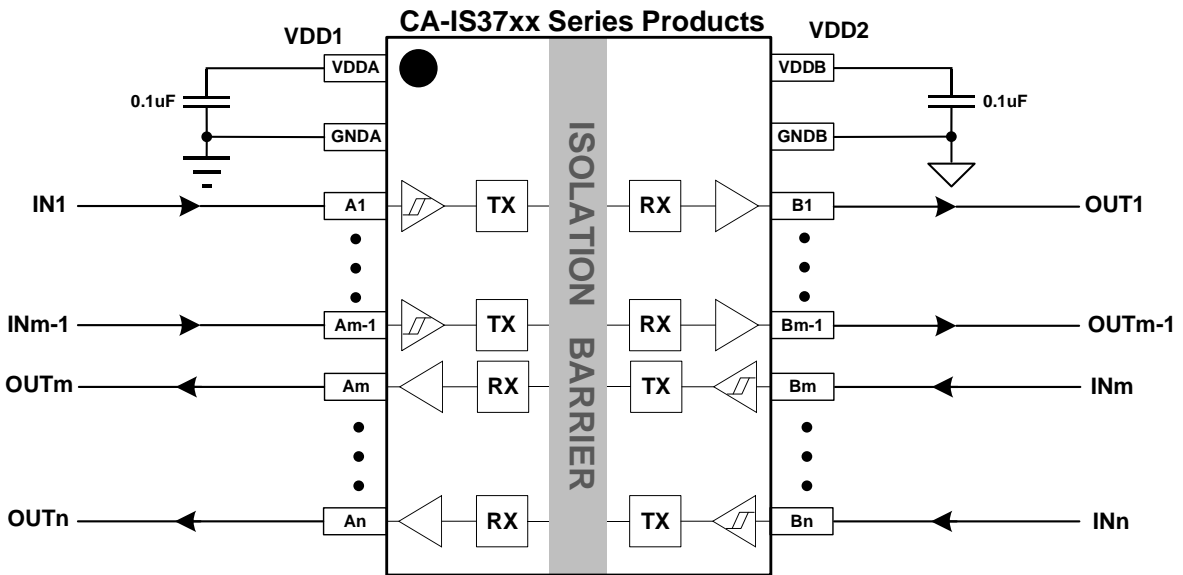 CA-IS37xx Series Products
VDD1
VDD2
VDDA
VDDB
0.1uF
0.1uF
GNDA
GNDB
ISOLATION BARRIER
IN1
A1
TX
RX
B1
OUT1
INm-1
Am-1
TX
RX
Bm-1
OUTm-1
OUTm
Am
RX
TX
Bm
INm
OUTn
An
RX
TX
Bn
INn